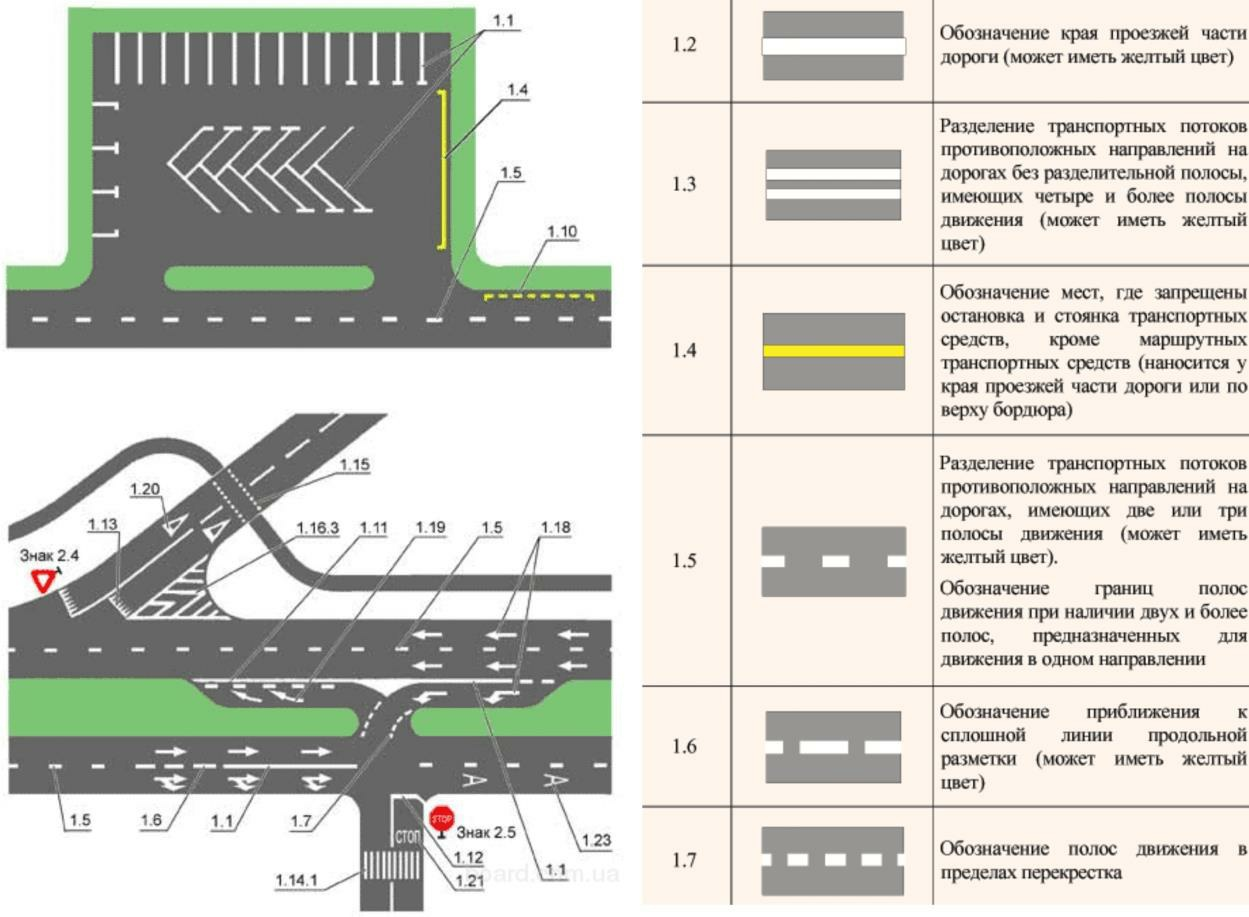 1.1
1.4
1.5
1.10
1.15
1.20
1.13
1.16.3
1.11
1.19
1.5
1.18
Знак 2.4
1.5
1.6
1.1
1.7
СТОП
STOP
Знак 2.5
1.23
1.12
1.1
1.14.1
1.21
A
A
1.2
Обозначение края проезжей части
дороги (может иметь желтый цвет)
1.3
Разделение транспортных потоков
противоположных направлений на
дорогах без разделительной полосы,
имеющих четыре и более полосы
движения (может иметь желтый
цвет)
1.4
Обозначение мест, где запрещены
остановка и стоянка транспортных
средств, кроме маршрутных
транспортных средств (наносится у
края проезжей части дороги или по
верху бордюра)
1.5
Разделение транспортных потоков
противоположных направлений на
дорогах, имеющих две или три
полосы движения (может иметь
желтый цвет).
Обозначение границ полос
движения при наличии двух и более
полос, предназначенных для
движения в одном направлении
1.6
Обозначение приближения к
сплошной линии продольной
разметки (может иметь желтый
цвет)
1.7
Обозначение полос движения в
пределах перекрестка